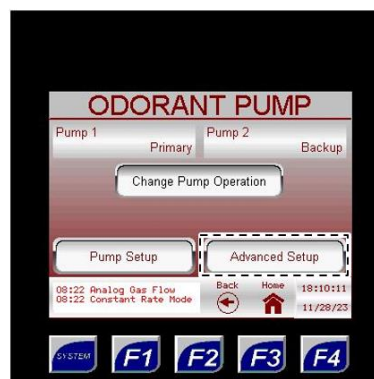 ODORANT PUMP
Pump 1
Primary
Pump 2
Backup
Change Pump Operation
Pump Setup
Advanced Setup
08:22 Analog Gas Flow
08:22 Constant Rate Mode
Back
Home
18:10:11
11/28/23
SYSTEM
F1
F2
F3
F4